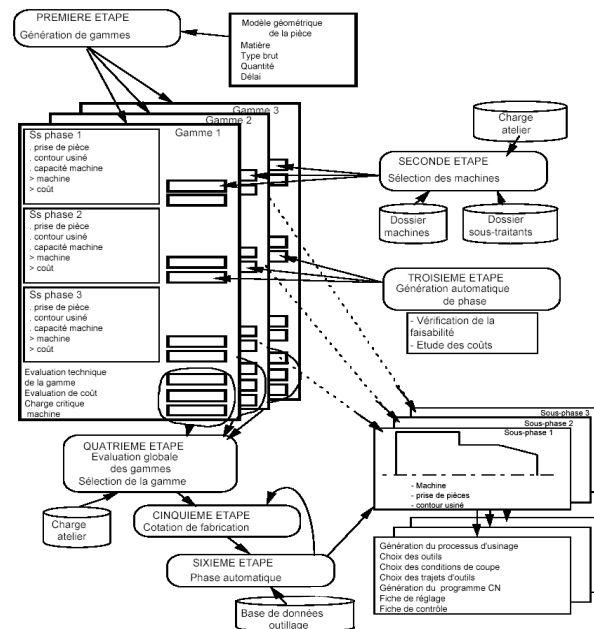 PREMIERE ETAPE
Génération de gammes
Modèle géométrique
de la pièce
Matière
Type brut
Quantité
Délai
Gamme 3
Gamme 2
Gamme 1
Ss phase 1
. prise de pièce
. contour usiné
. capacité machine
> machine
> coût
Ss phase 2
. prise de pièce
. contour usiné
. capacité machine
> machine
> coût
Ss phase 3
. prise de pièce
. contour usiné
. capacité machine
> machine
> coût
Evaluation technique
de la gamme
Evaluation de coût
Charge critique
machine
Charge
atelier
SECONDE ETAPE
Sélection des machines
Dossier
machines
Dossier
sous-traitants
TROISIEME ETAPE
Génération automatique
de phase
- Vérification de la
faisabilité
- Etude des coûts
QUATRIEME ETAPE
Evaluation globale
des gammes
Sélection de la gamme
Charge
atelier
CINQUIEME ETAPE
Cotation de fabrication
SIXIEME ETAPE
Phase automatique
Base de données
outillage
Sous-phase 3
Sous-phase 2
Sous-phase 1
- Machine
- prise de pièces
- contour usiné
Génération du processus d'usinage
Choix des outils
Choix des conditions de coupe
Choix des trajets d'outils
Génération du programme CN
Fiche de réglage
Fiche de contrôle